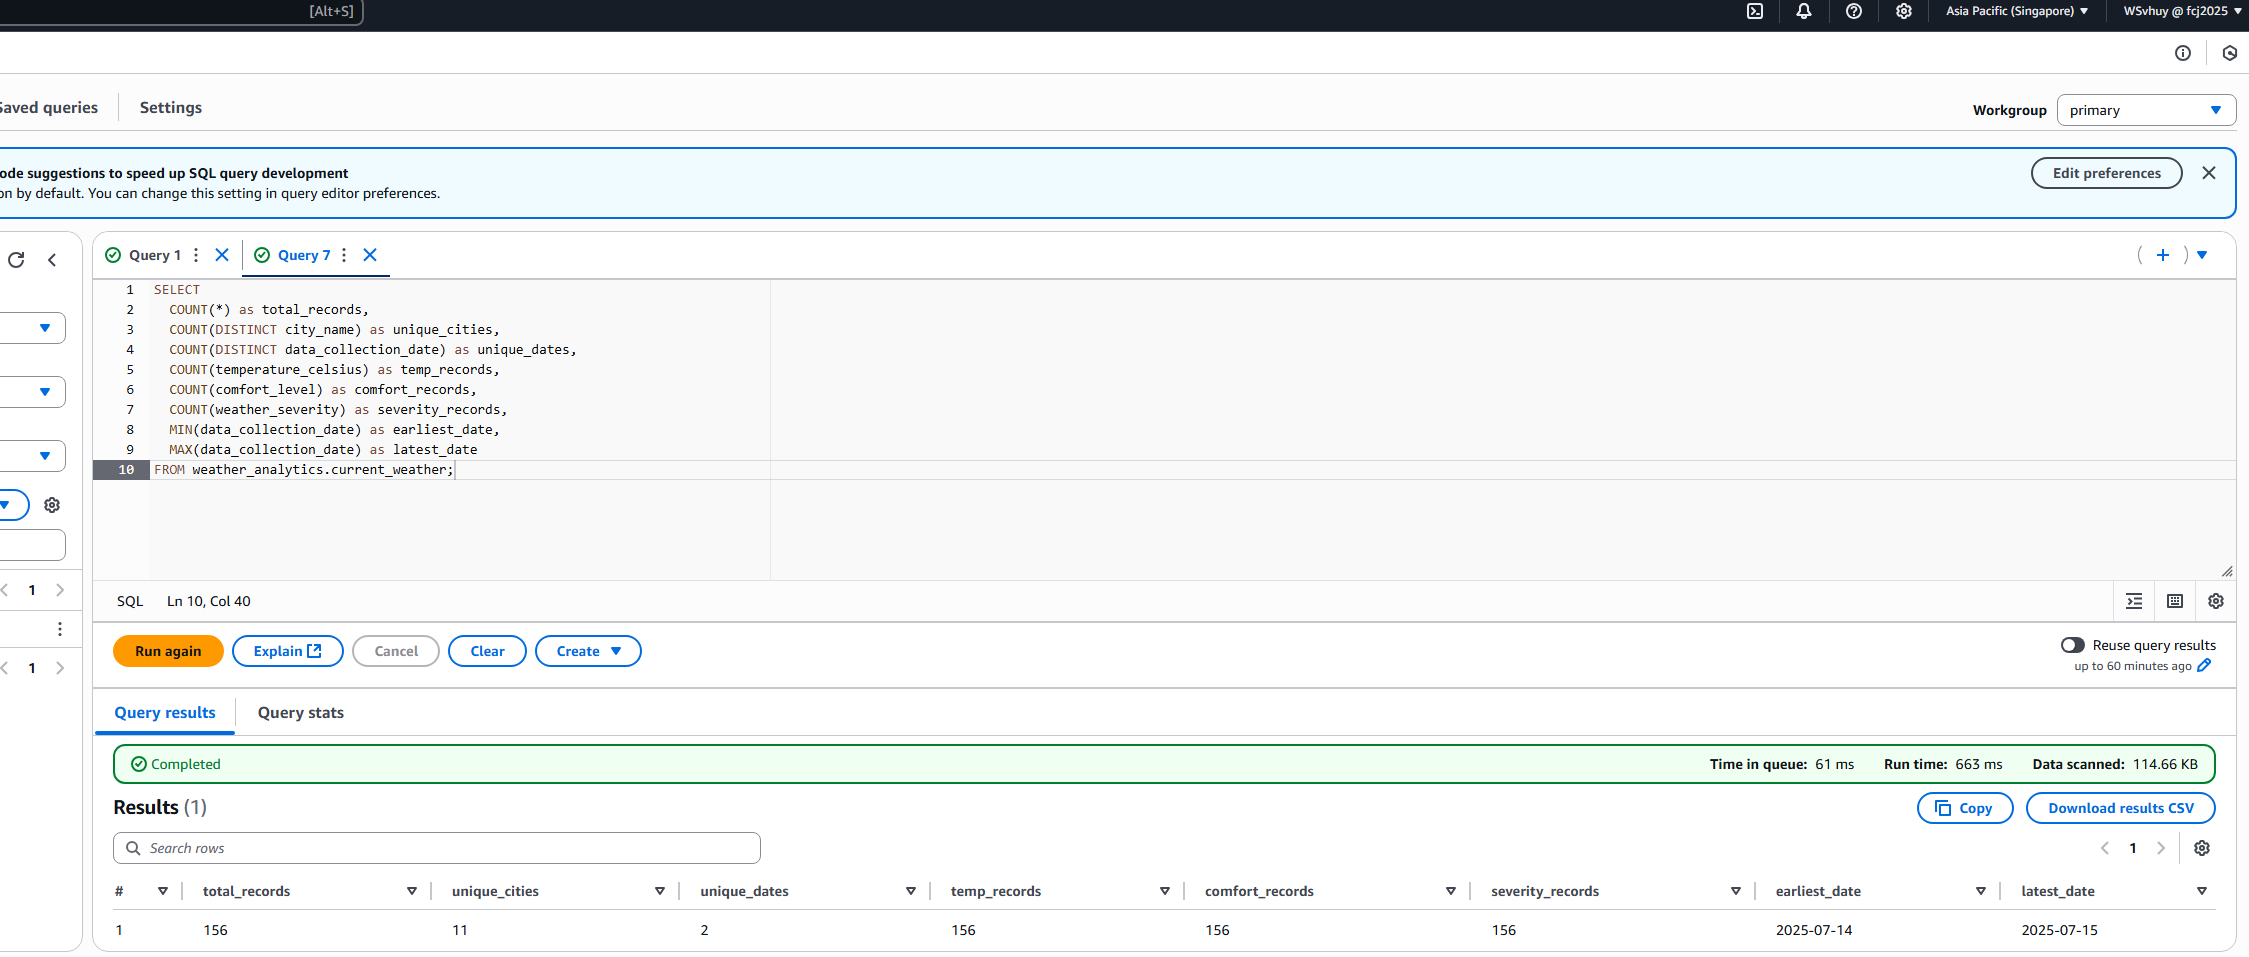 [Alt+S]
Asia Pacific (Singapore)
WSvhuy @ fcj2025
Saved queries
Settings
Workgroup
primary
ode suggestions to speed up SQL query development
on by default. You can change this setting in query editor preferences.
Edit preferences
Query 1
Query 7
1 SELECT
2 COUNT(*) as total_records,
3 COUNT(DISTINCT city_name) as unique_cities,
4 COUNT(DISTINCT data_collection_date) as unique_dates,
5 COUNT(temperature_celsius) as temp_records,
6 COUNT(comfort_level) as comfort_records,
7 COUNT(weather_severity) as severity_records,
8 MIN(data_collection_date) as earliest_date,
9 MAX(data_collection_date) as latest_date
10 FROM weather_analytics.current_weather;
1
1
SQL Ln 10, Col 40
Run again
Explain
Cancel
Clear
Create
Reuse query results
up to 60 minutes ago
Query results
Query stats
Completed
Time in queue: 61 ms Run time: 663 ms Data scanned: 114.66 KB
Results (1)
Copy
Download results CSV
Search rows
1
# total_records unique_cities unique_dates temp_records comfort_records severity_records earliest_date latest_date
1 156 11 2 156 156 156 2025-07-14 2025-07-15